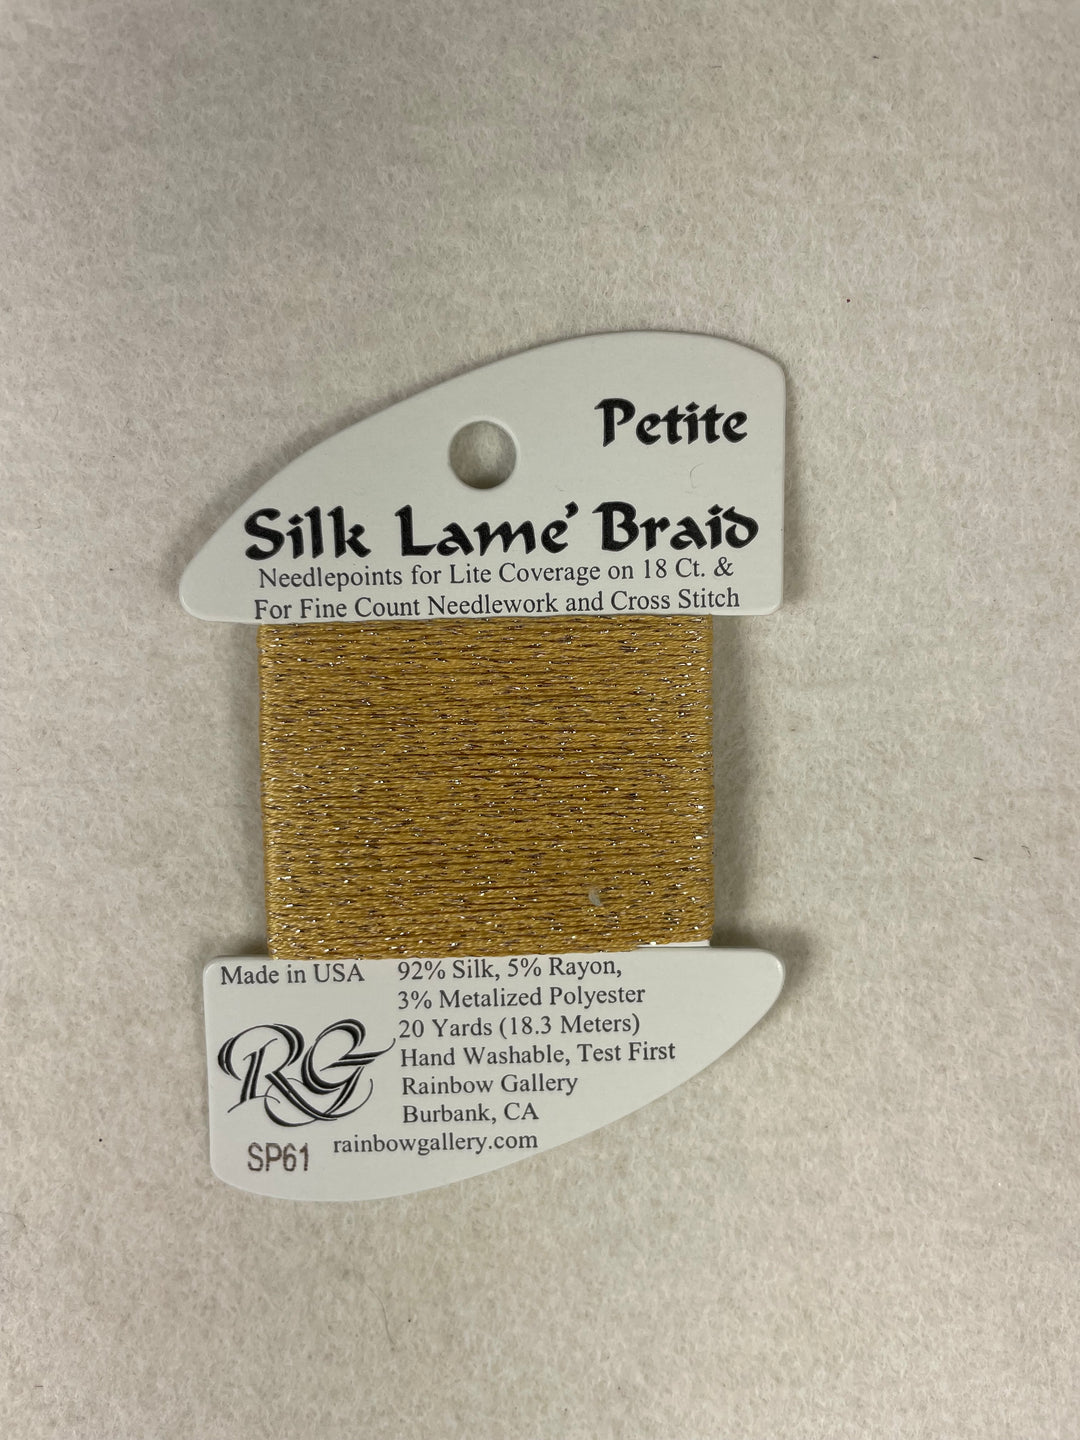 Petite
Silk Lame' Braid
Needlepoints for Lite Coverage on 18 Ct. &
For Fine Count Needlework and Cross Stitch
Made in USA
92% Silk, 5% Rayon,
3% Metalized Polyester
20 Yards (18.3 Meters)
Hand Washable, Test First
Rainbow Gallery
Burbank, CA
rainbowgallery.com
RG
SP61